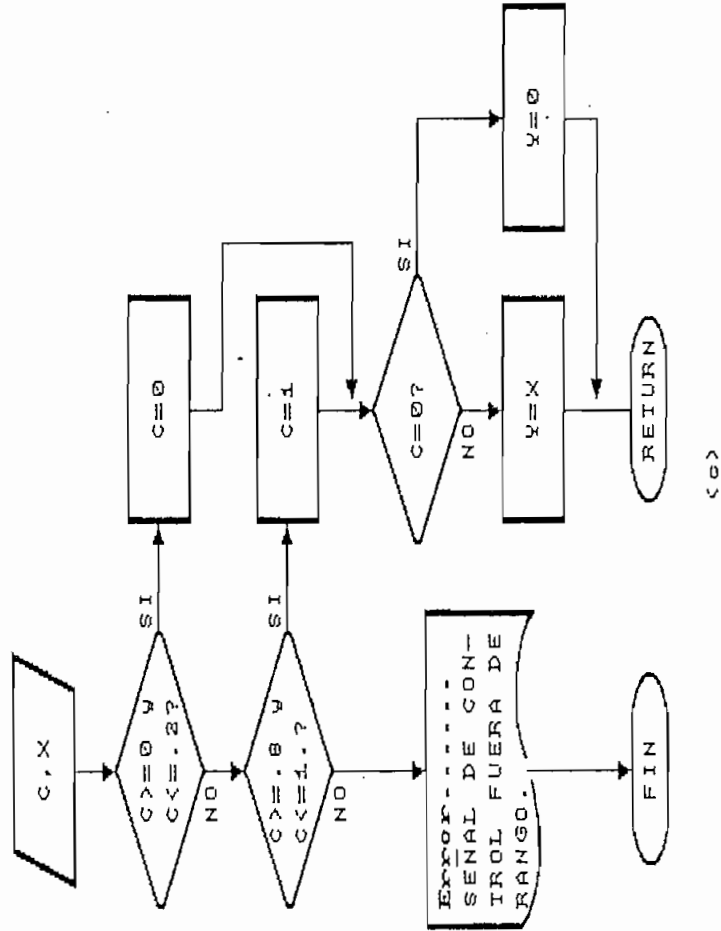 C,X
C>=0 y
C<=.2?
SI
NO
C=0
C>=.8 y
C<=1.?
SI
NO
C=1
Error.......
SENAL DE CON-
TROL FUERA DE
RANGO.
FIN
C=0?
SI
NO
Y=X
Y=0
RETURN
(c)